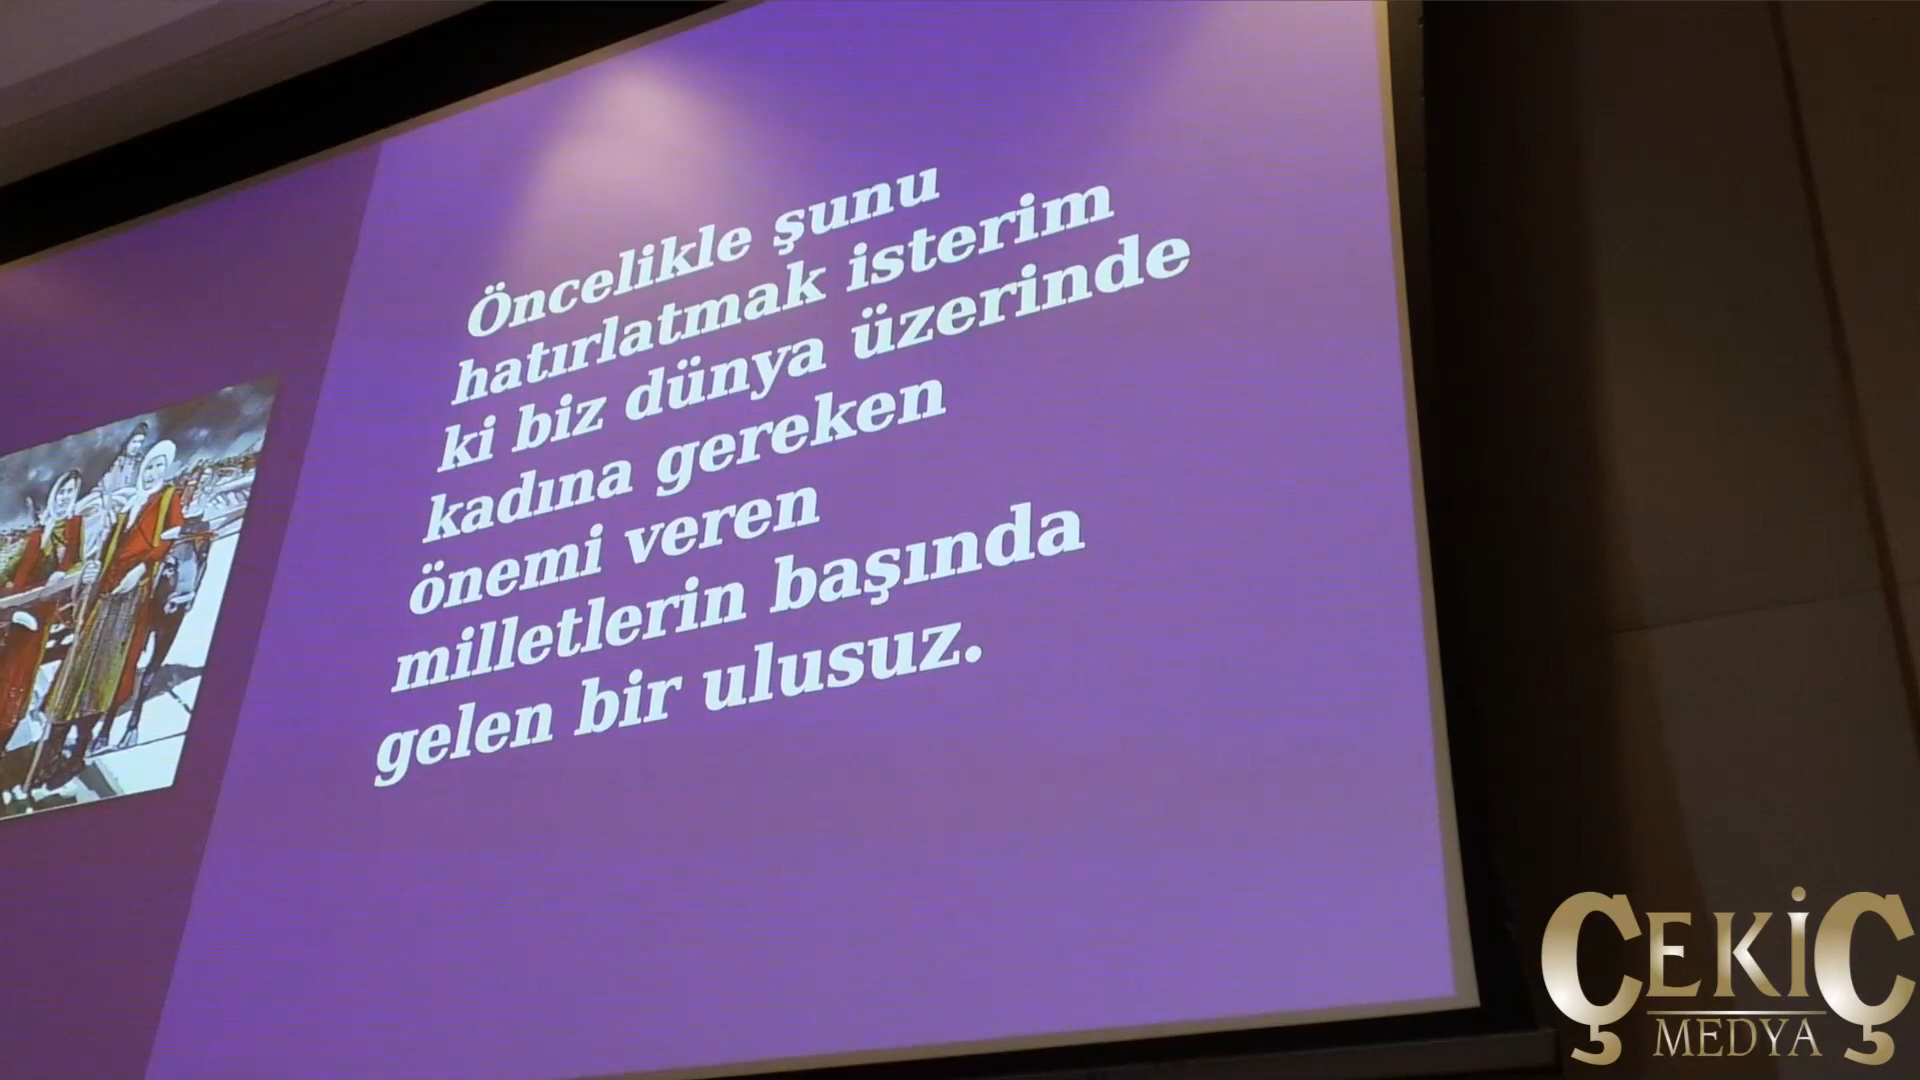 Öncelikle şunu
hatırlatmak isterim
ki biz dünya üzerinde
kadına gereken
önemi veren
milletlerin başında
gelen bir ulusuz.
ÇEKİÇ
MEDYA